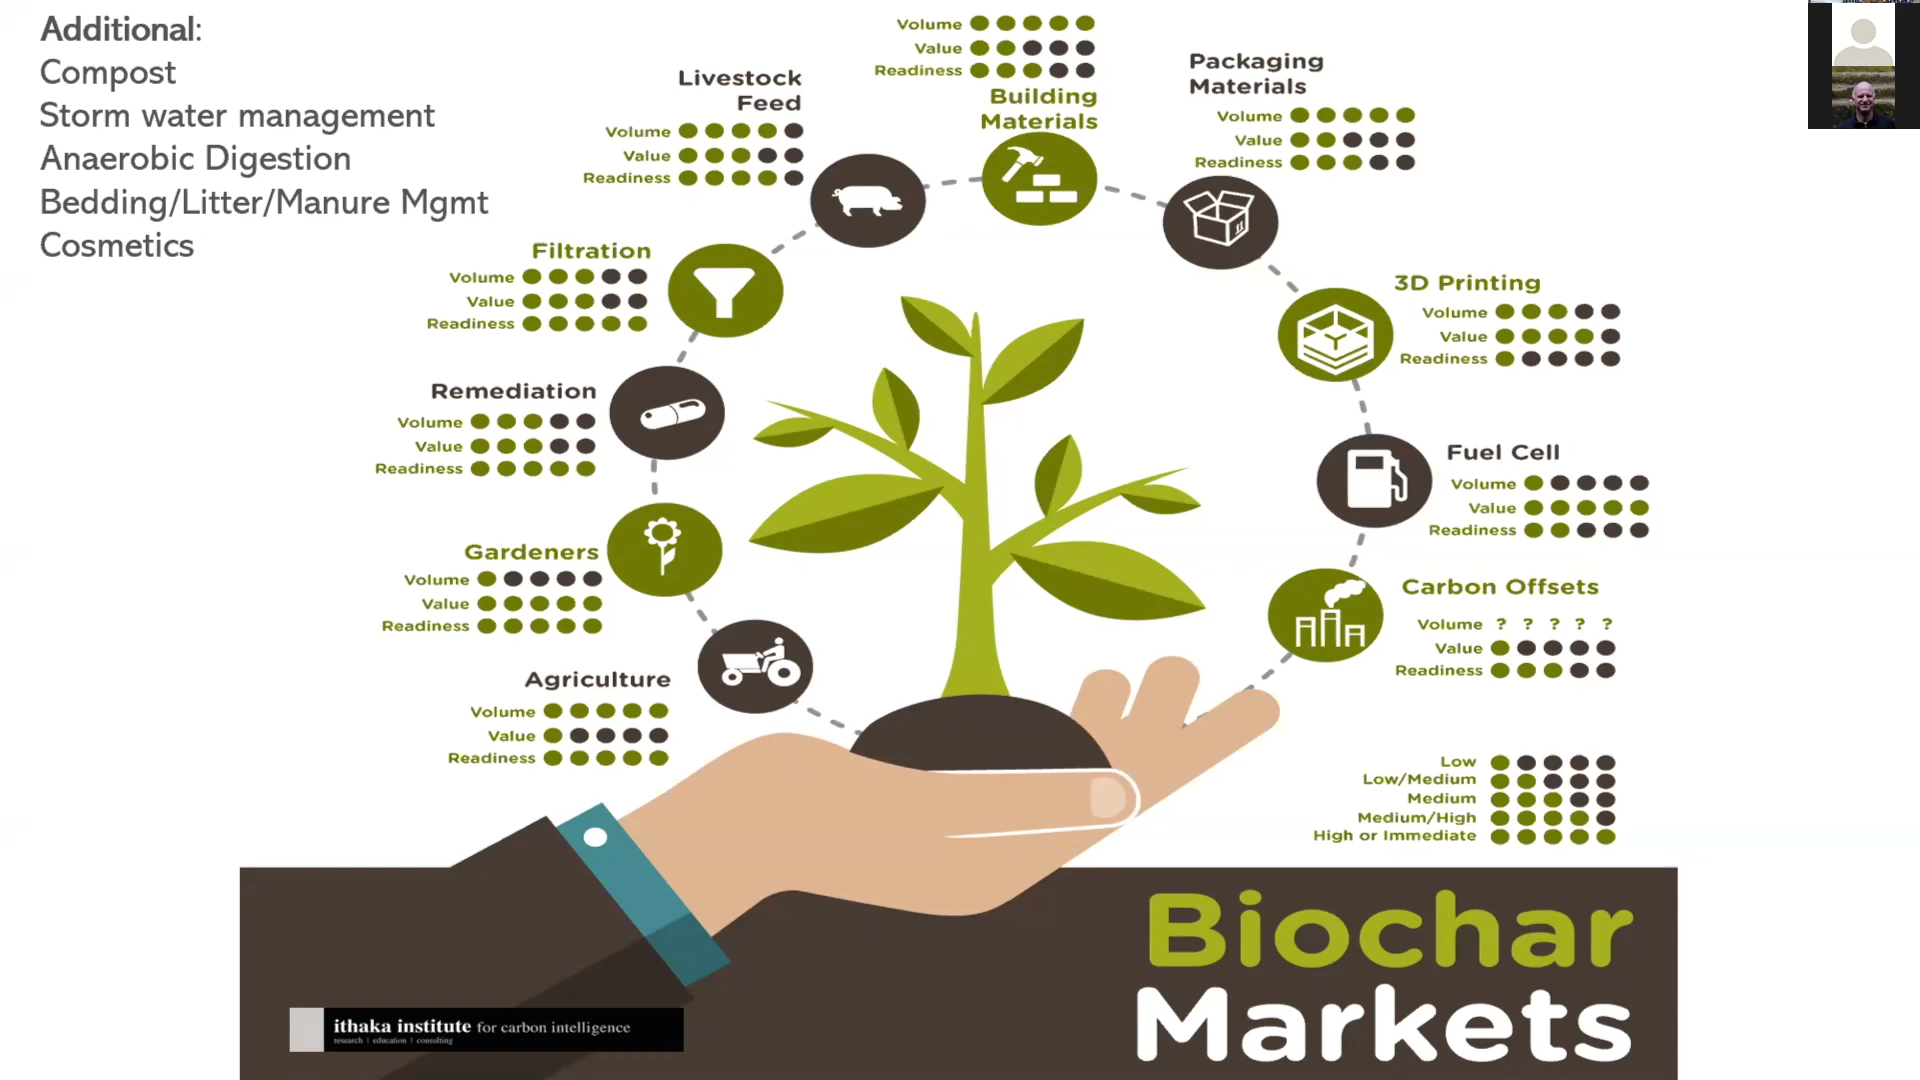 Additional:
Compost
Storm water management
Anaerobic Digestion
Bedding/Litter/Manure Mgmt
Cosmetics
Volume
Value
Readiness
Building
Materials
Livestock
Feed
Volume
Value
Readiness
Packaging
Materials
Volume
Value
Readiness
Filtration
Volume
Value
Readiness
3D Printing
Volume
Value
Readiness
Remediation
Volume
Value
Readiness
Fuel Cell
Volume
Value
Readiness
Gardeners
Volume
Value
Readiness
Carbon Offsets
Volume ? ? ? ? ?
Value
Readiness
Agriculture
Volume
Value
Readiness
Low
Low/Medium
Medium
Medium/High
High or Immediate
Biochar
Markets
ithaka institute for carbon intelligence
research | education | consulting